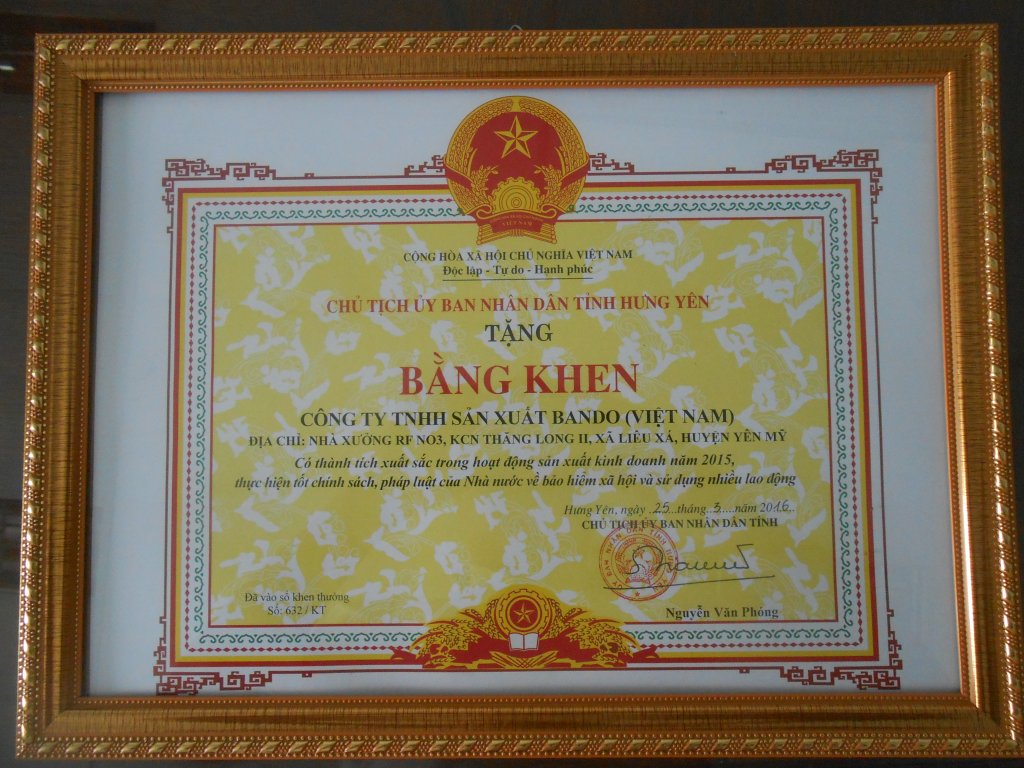 VIỆT NAM
CỘNG HÒA XÃ HỘI CHỦ NGHĨA VIỆT NAM
Độc lập - Tự do - Hạnh phúc
CHỦ TỊCH ỦY BAN NHÂN DÂN TỈNH HƯNG YÊN
TẶNG
BẰNG KHEN
CÔNG TY TNHH SẢN XUẤT BANDO (VIỆT NAM)
ĐỊA CHỈ: NHÀ XƯỞNG RF NO3, KCN THĂNG LONG II, XÃ LIÊU XÁ, HUYỆN YÊN MỸ
Có thành tích xuất sắc trong hoạt động sản xuất kinh doanh năm 2015,
thực hiện tốt chính sách, pháp luật của Nhà nước về bảo hiểm xã hội và sử dụng nhiều lao động
Hưng Yên, ngày 25 tháng 3 năm 2016
CHỦ TỊCH ỦY BAN NHÂN DÂN TỈNH
Đã vào sổ khen thưởng
Số: 632 / KT
Nguyễn Văn Phóng